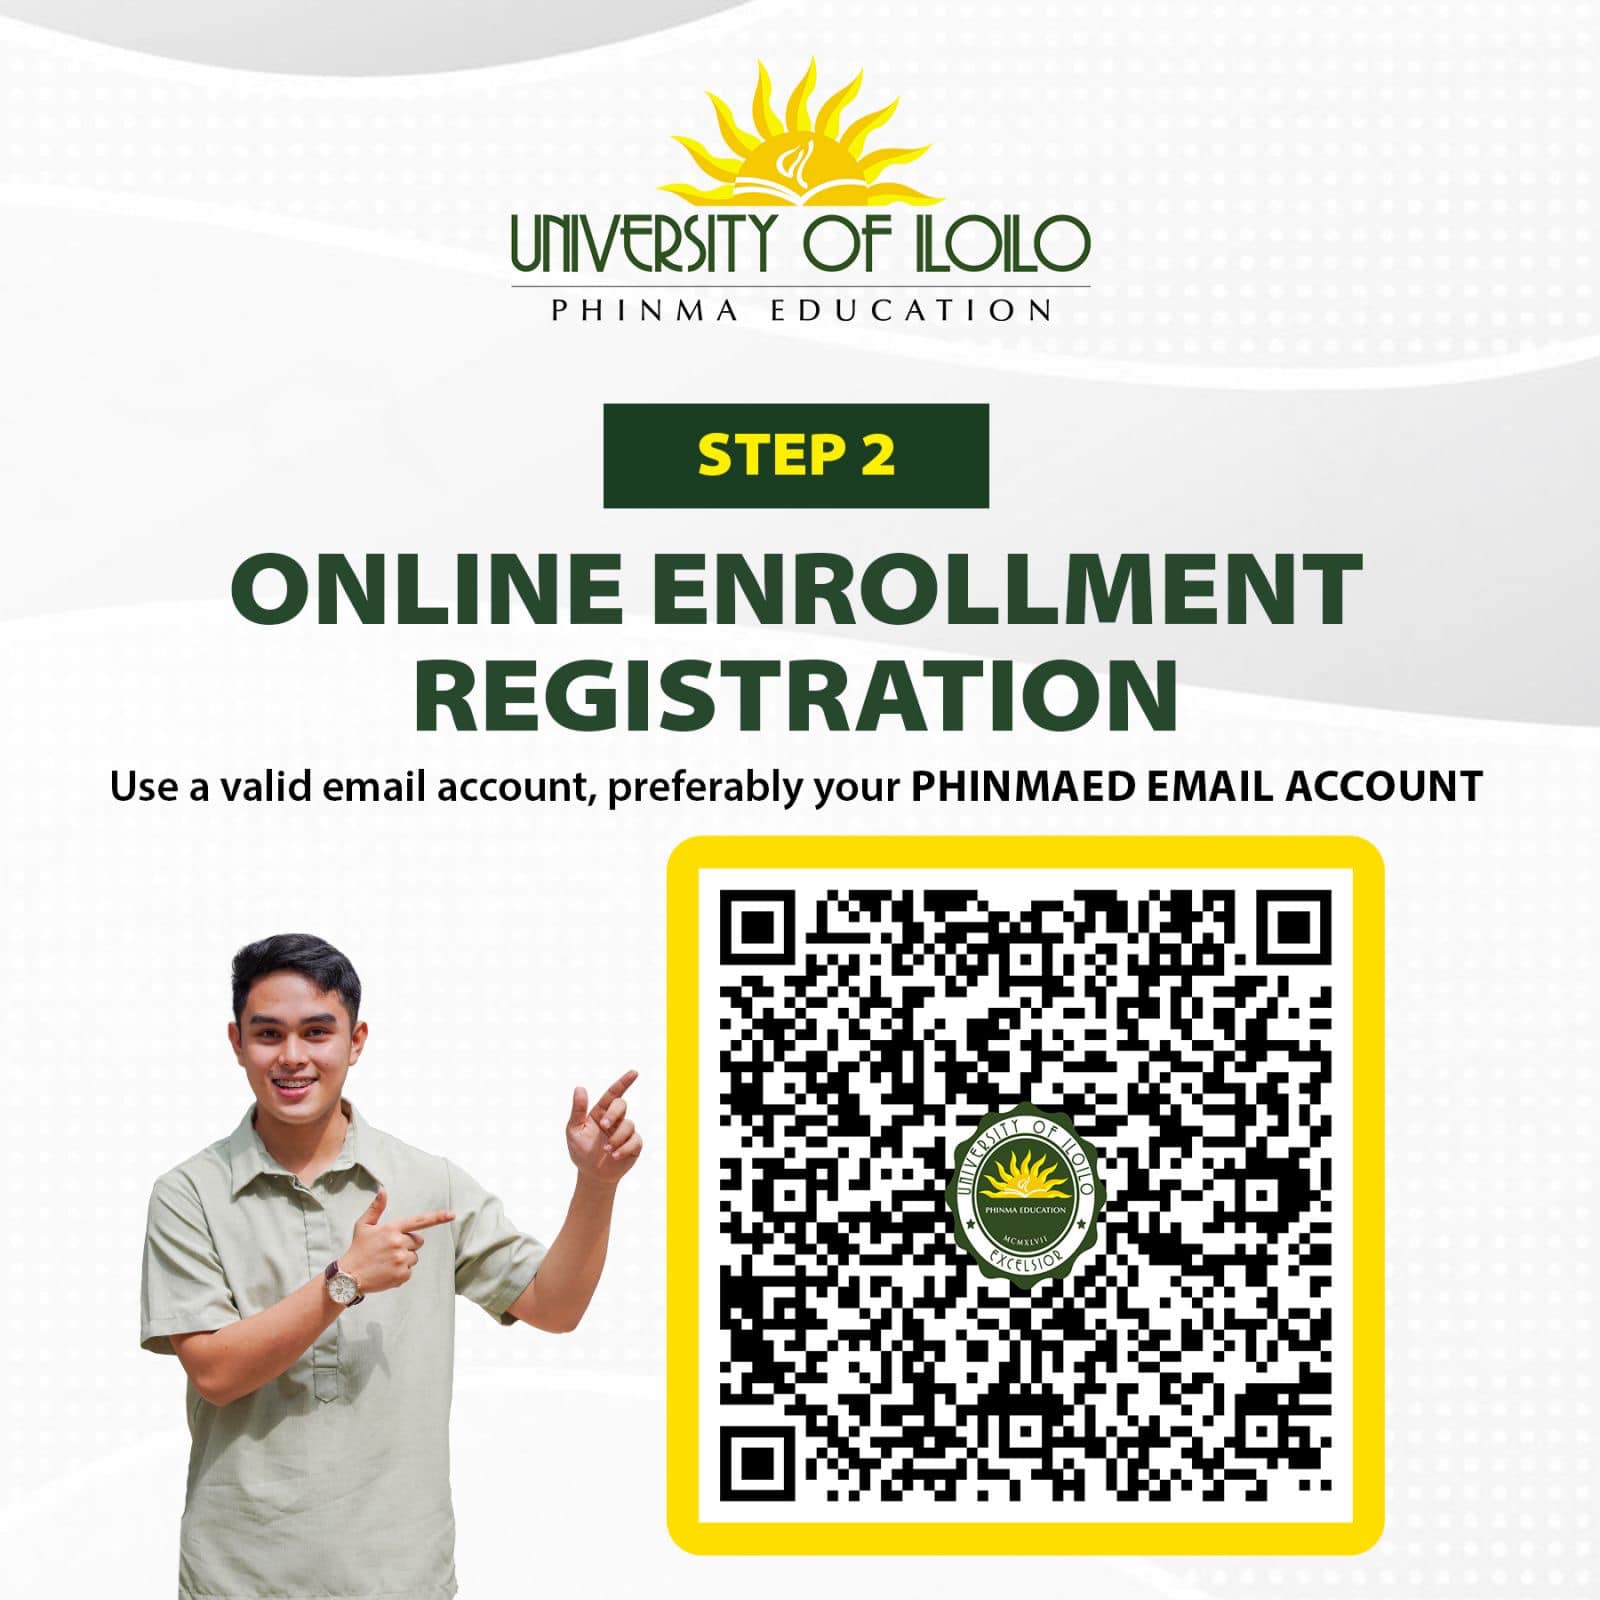 UNIVERSITY OF ILOILO
PHINMA EDUCATION
STEP 2
ONLINE ENROLLMENT
REGISTRATION
Use a valid email account, preferably your PHINMAED EMAIL ACCOUNT
UNIVERSITY OF ILOILO
PHINMA EDUCATION
MCMXLVII
EXCELSIOR